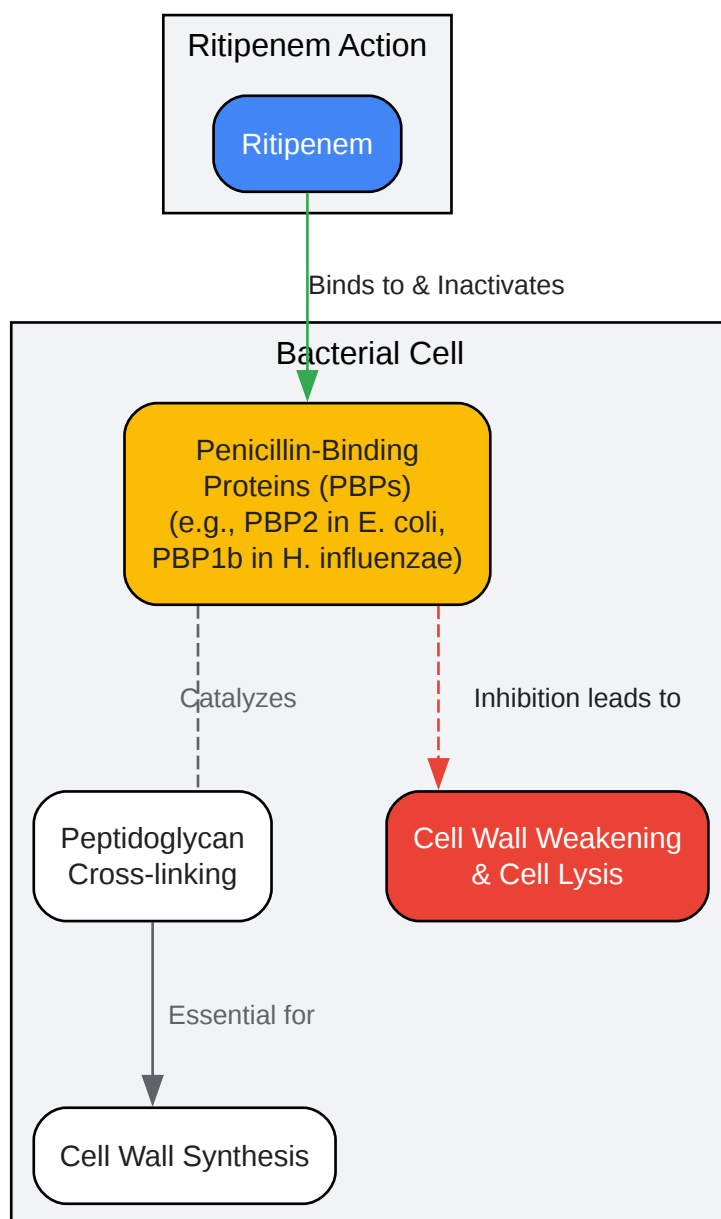 Ritipenem Action
Ritipenem
Binds to & Inactivates
Bacterial Cell
Penicillin-Binding
Proteins (PBPs)
(e.g., PBP2 in E. coli,
PBP1b in H. influenzae)
Catalyzes
Inhibition leads to
Peptidoglycan
Cross-linking
Cell Wall Weakening
& Cell Lysis
Essential for
Cell Wall Synthesis